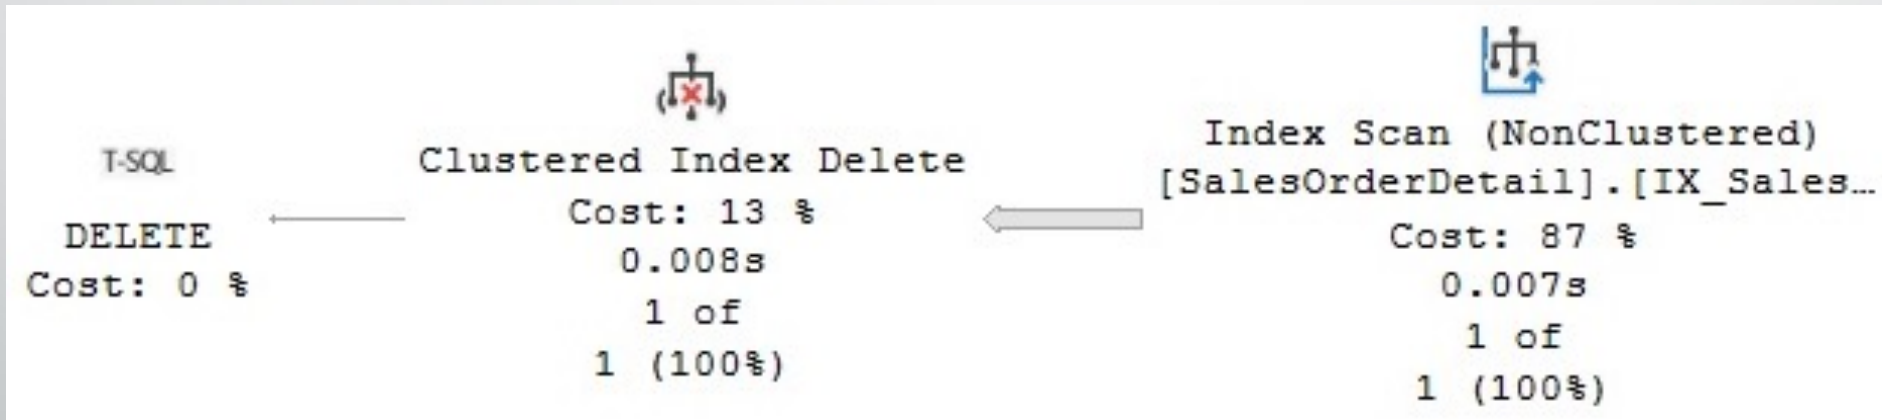 T-SQL
DELETE
Cost: 0 %
Clustered Index Delete
Cost: 13 %
0.008s
1 of
1 (100%)
Index Scan (NonClustered)
[SalesOrderDetail].[IX_Sales…
Cost: 87 %
0.007s
1 of
1 (100%)